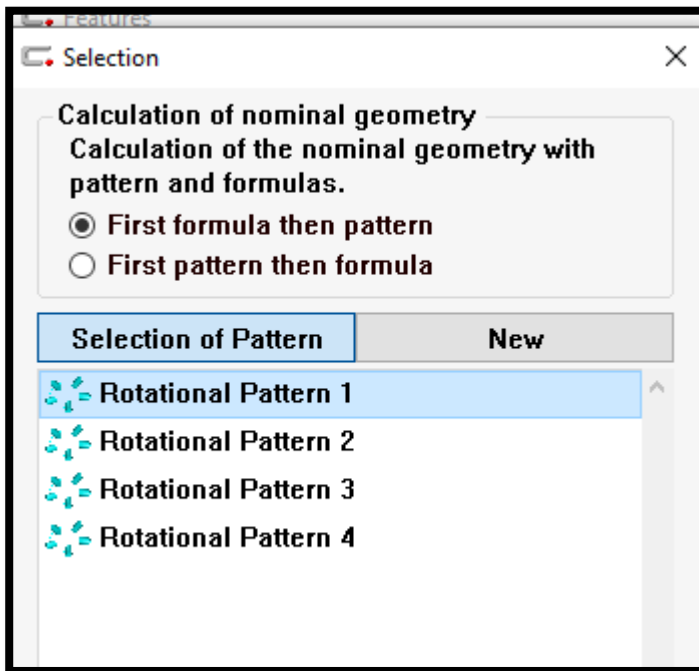 Features
Selection
Calculation of nominal geometry
Calculation of the nominal geometry with
pattern and formulas.
First formula then pattern
First pattern then formula
Selection of Pattern
New
Rotational Pattern 1
Rotational Pattern 2
Rotational Pattern 3
Rotational Pattern 4